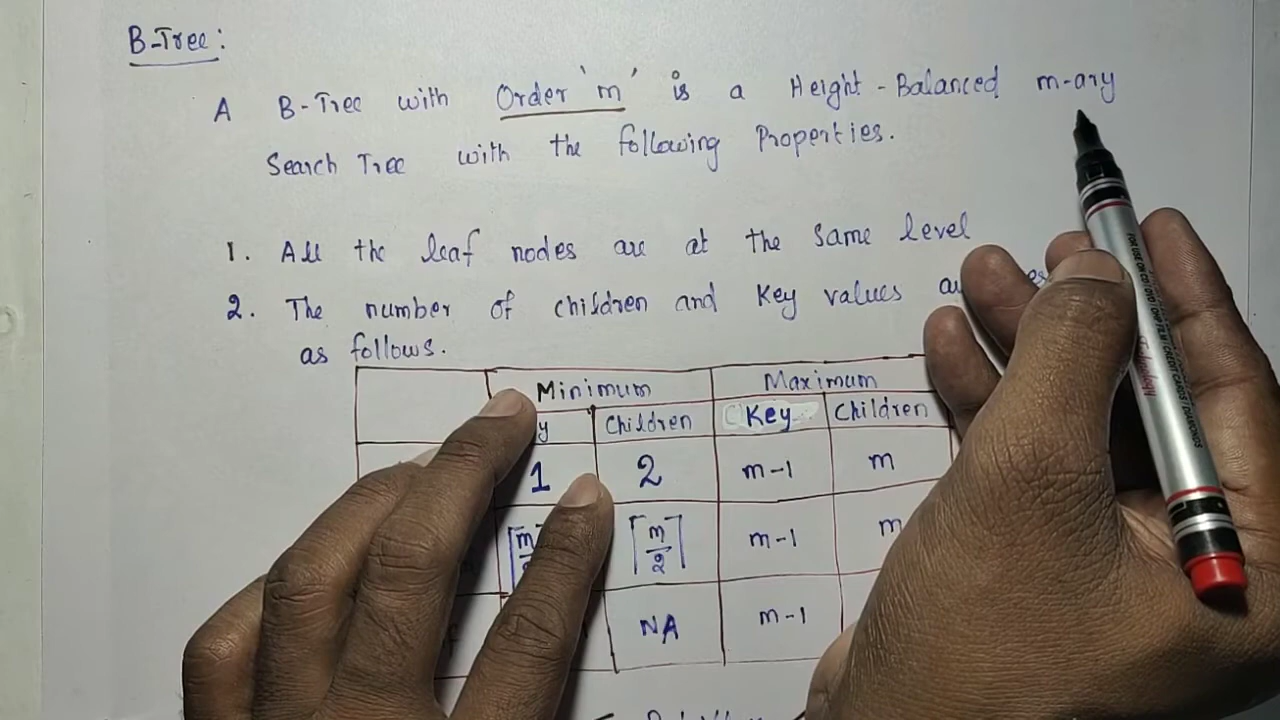 B-Tree:
A B-Tree with Order 'm' is a Height-Balanced m-ary
Search Tree with the following Properties.
1. All the leaf nodes are at the same level
2. The number of children and Key values
as follows.
Minimum Maximum
Children Key Children
1 2 m-1 m
⌈m/2⌉ m-1 m
NA m-1